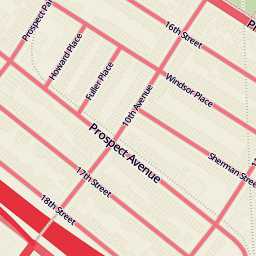 16th Street
Prospect Par
Howard Place
Fuller Place
Windsor Place
10th Avenue
Prospect Avenue
Sherman Street
17th Street
18th Street